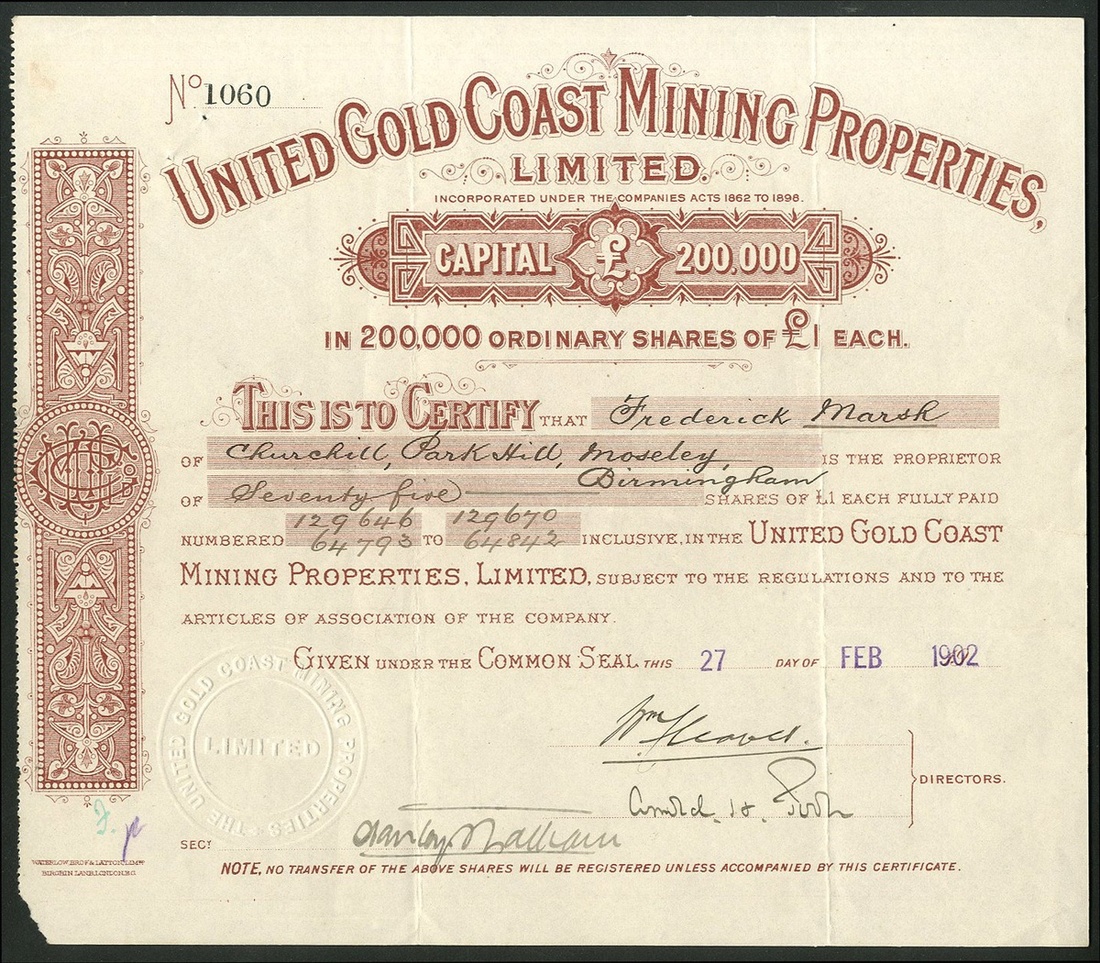 Nº 1060
UNITED GOLD COAST MINING PROPERTIES,
LIMITED.
INCORPORATED UNDER THE COMPANIES ACTS 1862 TO 1898.
CAPITAL £ 200,000
IN 200,000 ORDINARY SHARES OF £1 EACH.
THIS IS TO CERTIFY THAT Frederick Marsh
OF Churchill, Park Hill, Moseley, IS THE PROPRIETOR
Birmingham
OF Seventy five SHARES OF £1 EACH FULLY PAID
129646 129670
NUMBERED 64793 TO 64842 INCLUSIVE, IN THE UNITED GOLD COAST
MINING PROPERTIES, LIMITED, SUBJECT TO THE REGULATIONS AND TO THE
ARTICLES OF ASSOCIATION OF THE COMPANY.
GIVEN UNDER THE COMMON SEAL THIS 27 DAY OF FEB 1902
THE UNITED GOLD COAST MINING PROPERTIES
LIMITED
DIRECTORS.
SECY
NOTE, NO TRANSFER OF THE ABOVE SHARES WILL BE REGISTERED UNLESS ACCOMPANIED BY THIS CERTIFICATE.